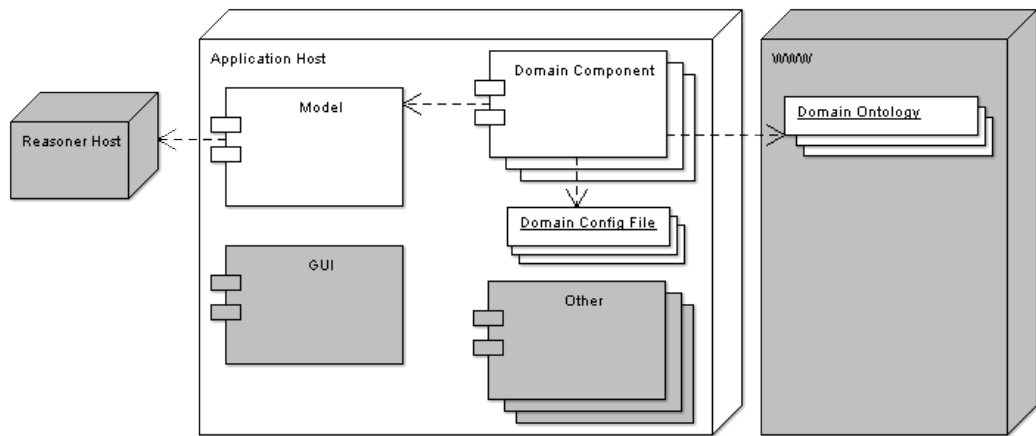 Application Host
Domain Component
WWW
Model
Domain Ontology
Reasoner Host
Domain Config File
GUI
Other